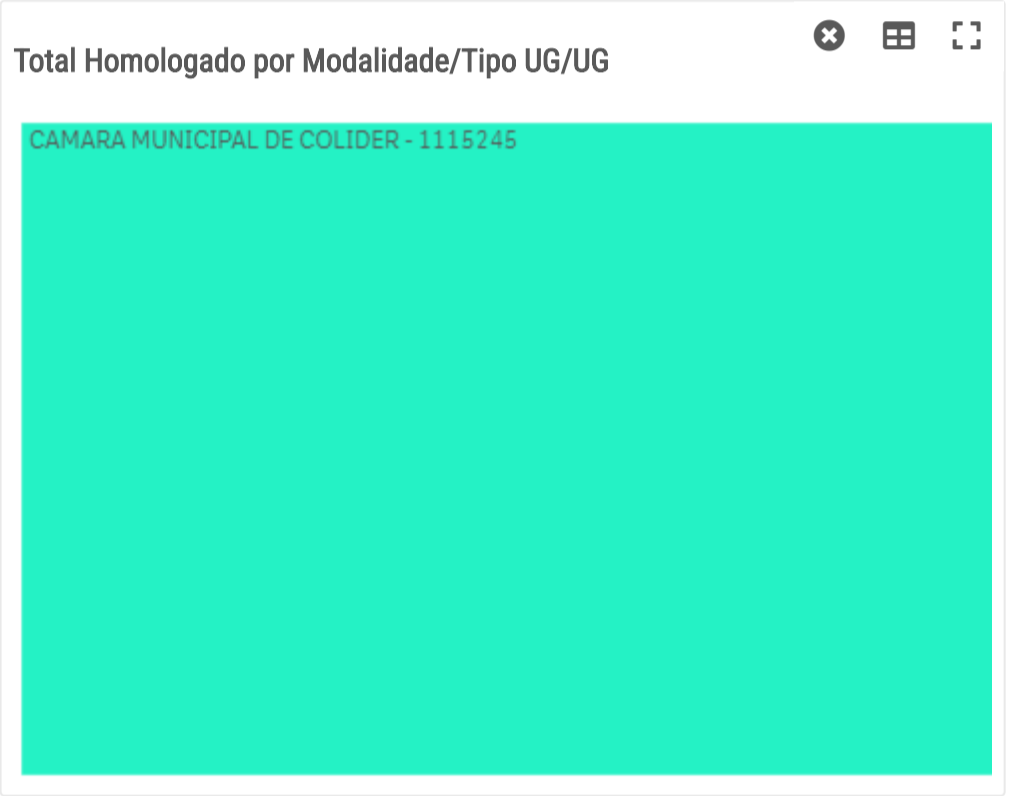 Total Homologado por Modalidade/Tipo UG/UG
CAMARA MUNICIPAL DE COLIDER - 1115245